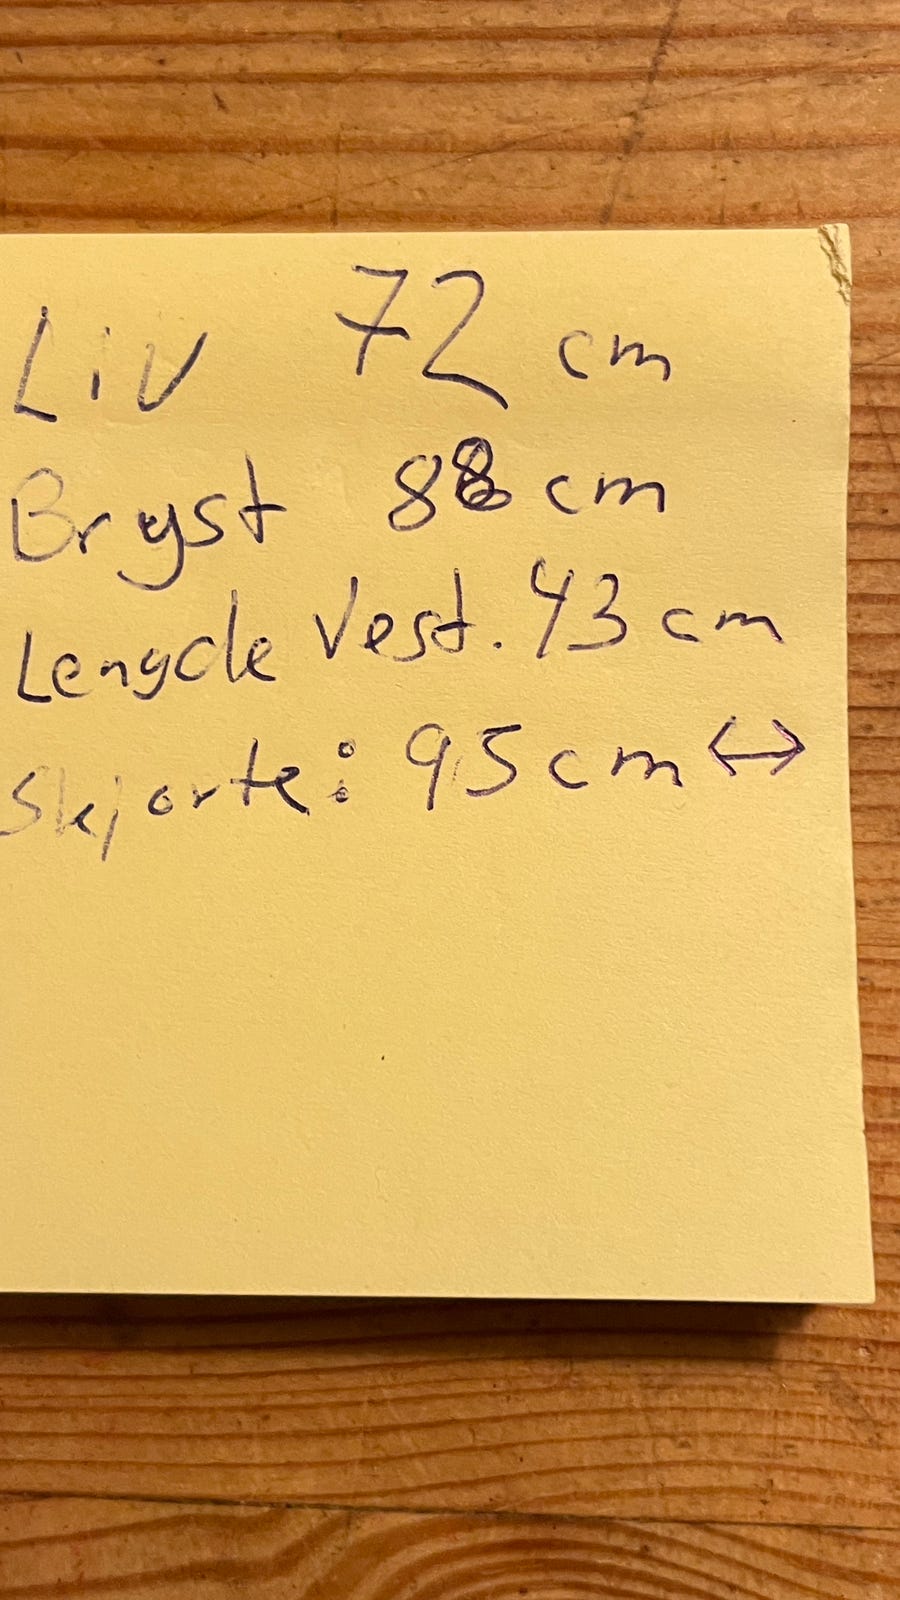 Liv 72 cm
Bryst 88 cm
Lengde Vest. 43 cm
Skjorte: 95 cm ↔